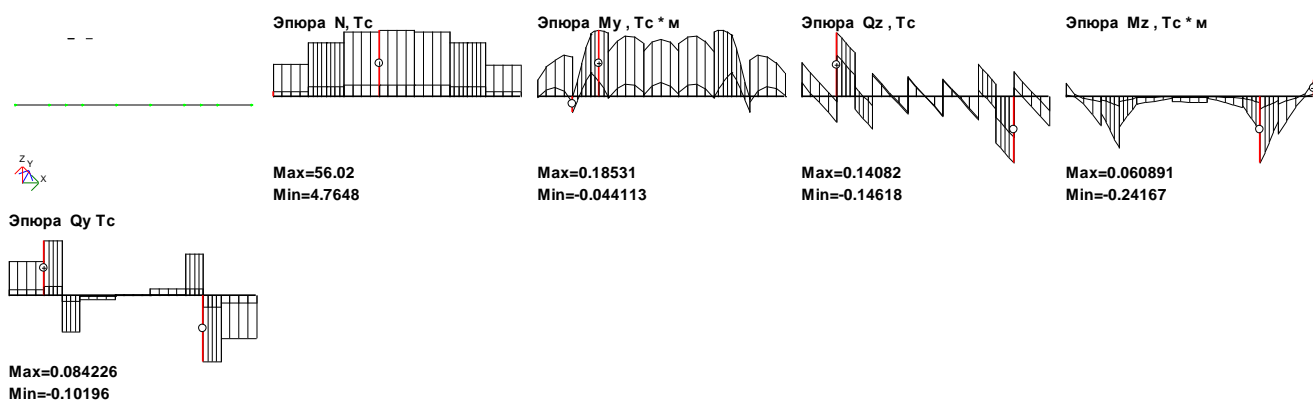 Эпюра N, Тс
Max=56.02
Min=4.7648
Эпюра My , Тс * м
Max=0.18531
Min=-0.044113
Эпюра Qz , Тс
Max=0.14082
Min=-0.14618
Эпюра Mz , Тс * м
Max=0.060891
Min=-0.24167
Z Y X
Эпюра Qy Тс
Max=0.084226
Min=-0.10196